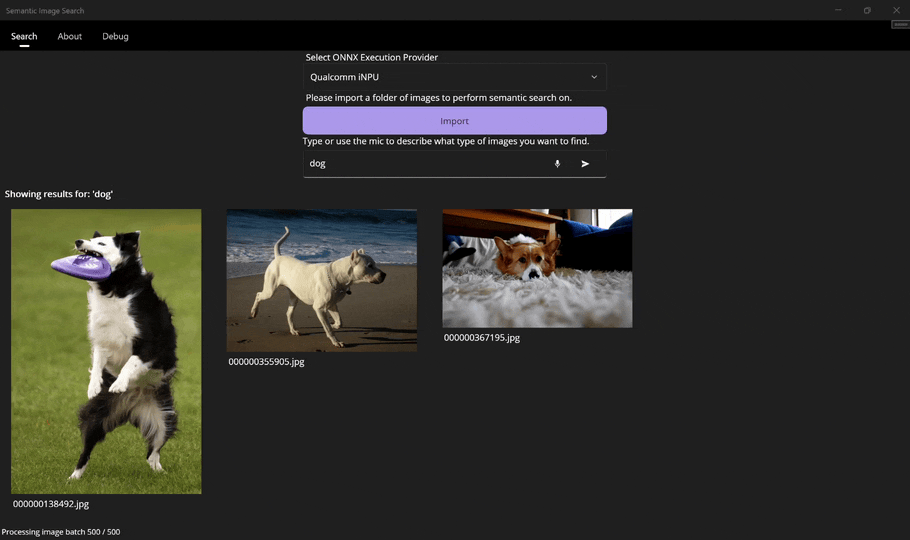 Semantic Image Search
Search About Debug
Select ONNX Execution Provider
Qualcomm iNPU
Please import a folder of images to perform semantic search on.
Import
Type or use the mic to describe what type of images you want to find.
dog
Showing results for: 'dog'
000000138492.jpg
000000355905.jpg
000000367195.jpg
Processing image batch 500 / 500